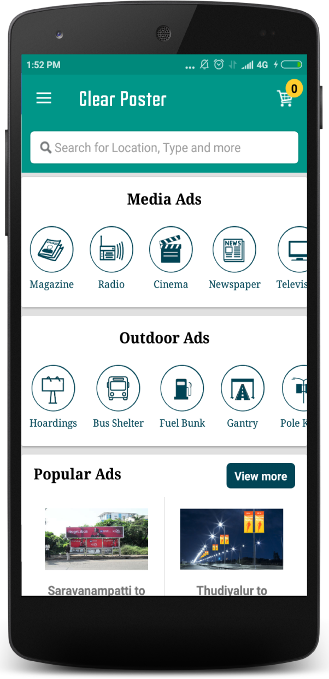 1:52 PM ... 4G
Clear Poster
0
Search for Location, Type and more
Media Ads
Magazine Radio Cinema Newspaper Televis
NEWS
Outdoor Ads
Hoardings Bus Shelter Fuel Bunk Gantry Pole K
Popular Ads View more
Saravanampatti to Thudiyalur to